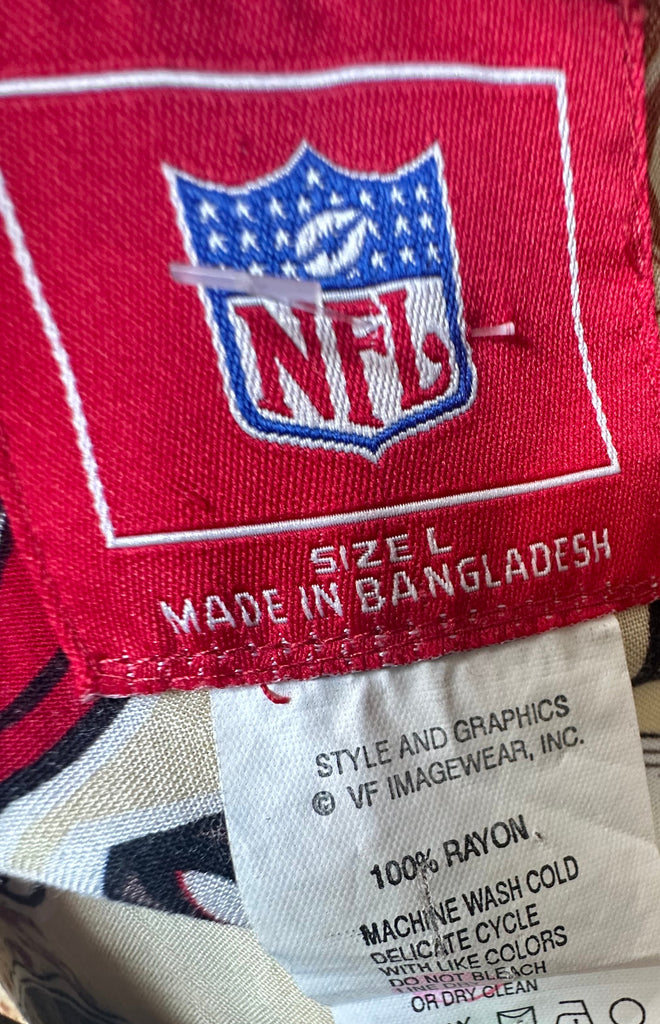 NFL
SIZE L
MADE IN BANGLADESH
STYLE AND GRAPHICS
© VF IMAGEWEAR, INC.
100% RAYON
MACHINE WASH COLD
DELICATE CYCLE
WITH LIKE COLORS
DO NOT BLEACH
OR DRY CLEAN